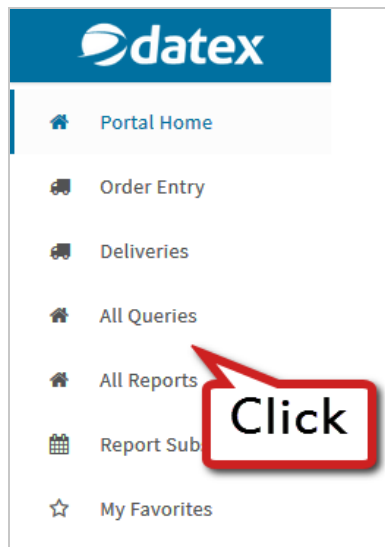 datex
Portal Home
Order Entry
Deliveries
All Queries
All Reports
Click
Report Sub
My Favorites